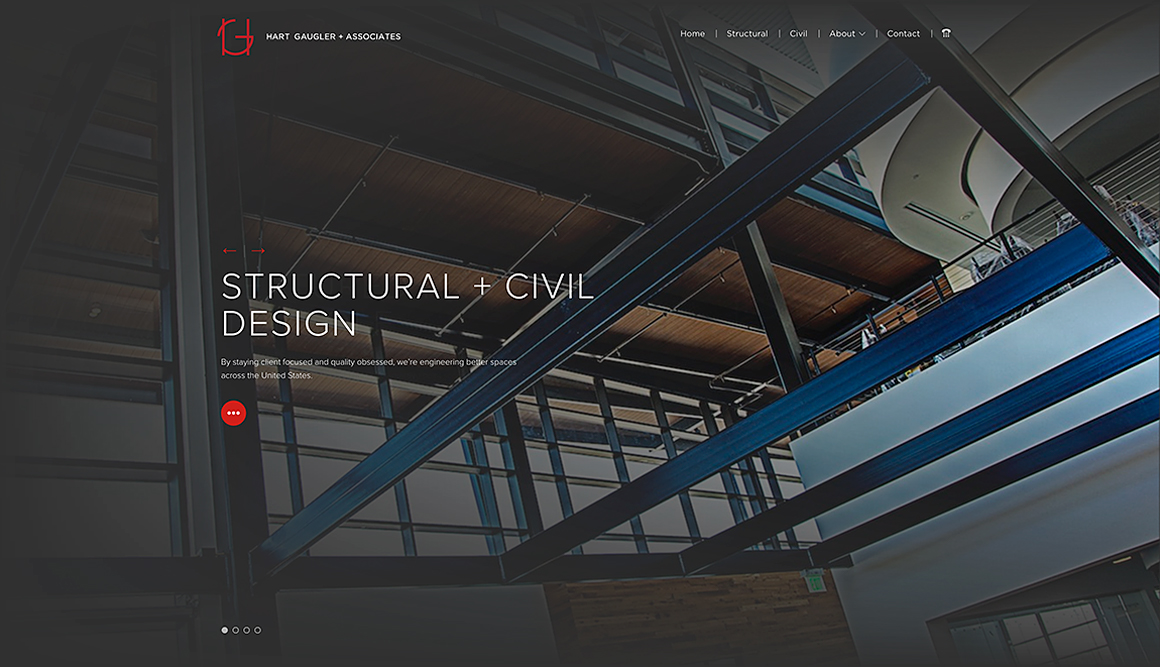 HART GAUGLER + ASSOCIATES
Home | Structural | Civil | About | Contact |
STRUCTURAL + CIVIL
DESIGN
By staying client focused and quality obsessed, we're engineering better spaces
across the United States.